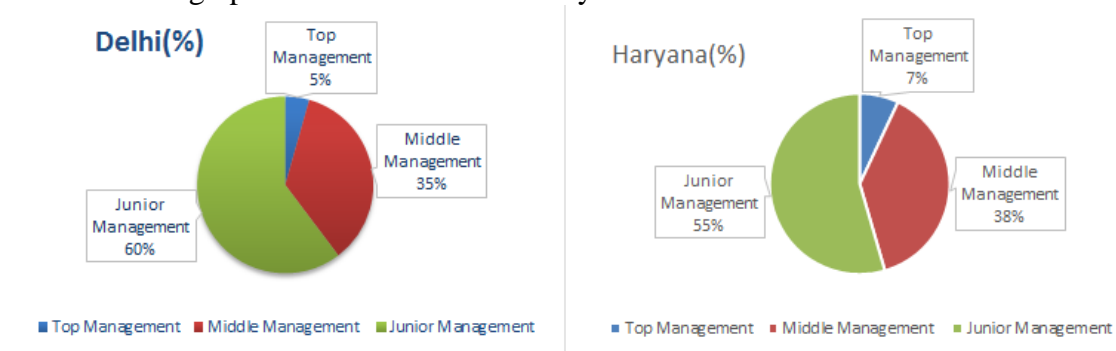 Delhi(%)
Top
Management
5%
Middle
Management
35%
Junior
Management
60%
Top Management Middle Management Junior Management
Haryana(%)
Top
Management
7%
Middle
Management
38%
Junior
Management
55%
Top Management Middle Management Junior Management